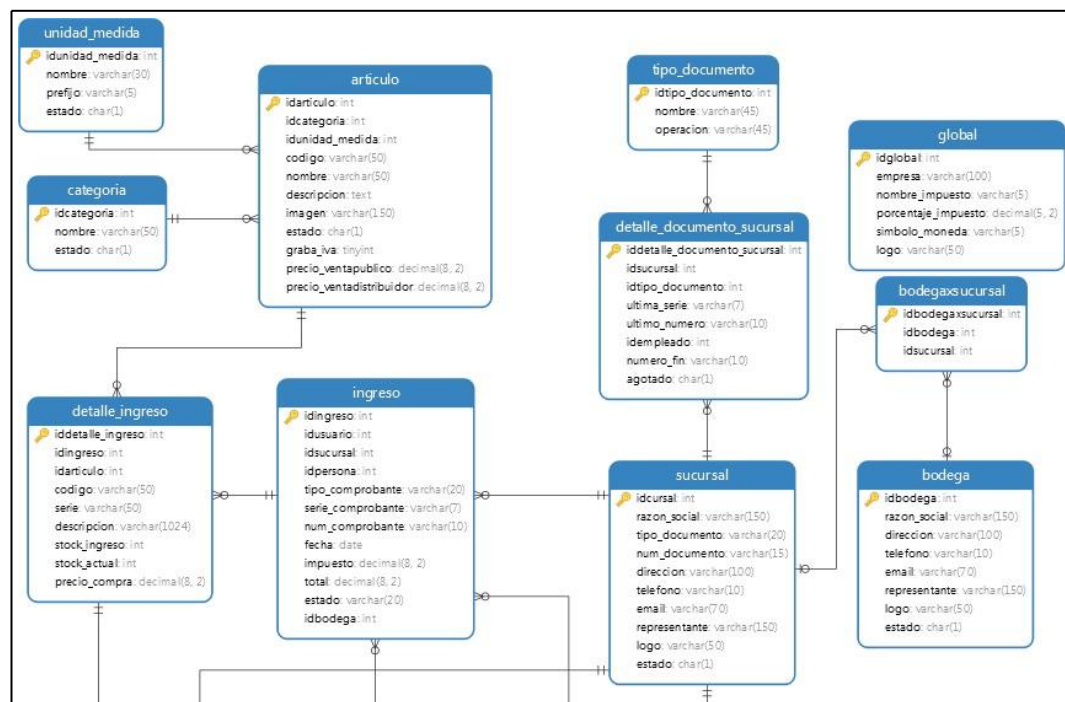 unidad_medida
idunidad_medida: int
nombre: varchar(30)
prefijo: varchar(5)
estado: char(1)
articulo
idarticulo: int
idcategoria: int
idunidad_medida: int
codigo: varchar(50)
nombre: varchar(50)
descripcion: text
imagen: varchar(150)
estado: char(1)
graba_iva: tinyint
precio_ventapublico: decimal(8, 2)
precio_ventadistribuidor: decimal(8, 2)
categoria
idcategoria: int
nombre: varchar(50)
estado: char(1)
tipo_documento
idtipo_documento: int
nombre: varchar(45)
operacion: varchar(45)
global
idglobal: int
empresa: varchar(100)
nombre_impuesto: varchar(5)
porcentaje_impuesto: decimal(5, 2)
simbolo_moneda: varchar(5)
logo: varchar(50)
detalle_documento_sucursal
iddetalle_documento_sucursal: int
idsucursal: int
idtipo_documento: int
ultima_serie: varchar(7)
ultimo_numero: varchar(10)
idempleado: int
numero_fin: varchar(10)
agotado: char(1)
bodegaxsucursal
idbodegaxsucursal: int
idbodega: int
idsucursal: int
detalle_ingreso
iddetalle_ingreso: int
idingreso: int
idarticulo: int
codigo: varchar(50)
serie: varchar(50)
descripcion: varchar(1024)
stock_ingreso: int
stock_actual: int
precio_compra: decimal(8, 2)
ingreso
idingreso: int
idusuario: int
idsucursal: int
idpersona: int
tipo_comprobante: varchar(20)
serie_comprobante: varchar(7)
num_comprobante: varchar(10)
fecha: date
impuesto: decimal(8, 2)
total: decimal(8, 2)
estado: varchar(20)
idbodega: int
sucursal
idcursal: int
razon_social: varchar(150)
tipo_documento: varchar(20)
num_documento: varchar(15)
direccion: varchar(100)
telefono: varchar(10)
email: varchar(70)
representante: varchar(150)
logo: varchar(50)
estado: char(1)
bodega
idbodega: int
razon_social: varchar(150)
direccion: varchar(100)
telefono: varchar(10)
email: varchar(70)
representante: varchar(150)
logo: varchar(50)
estado: char(1)